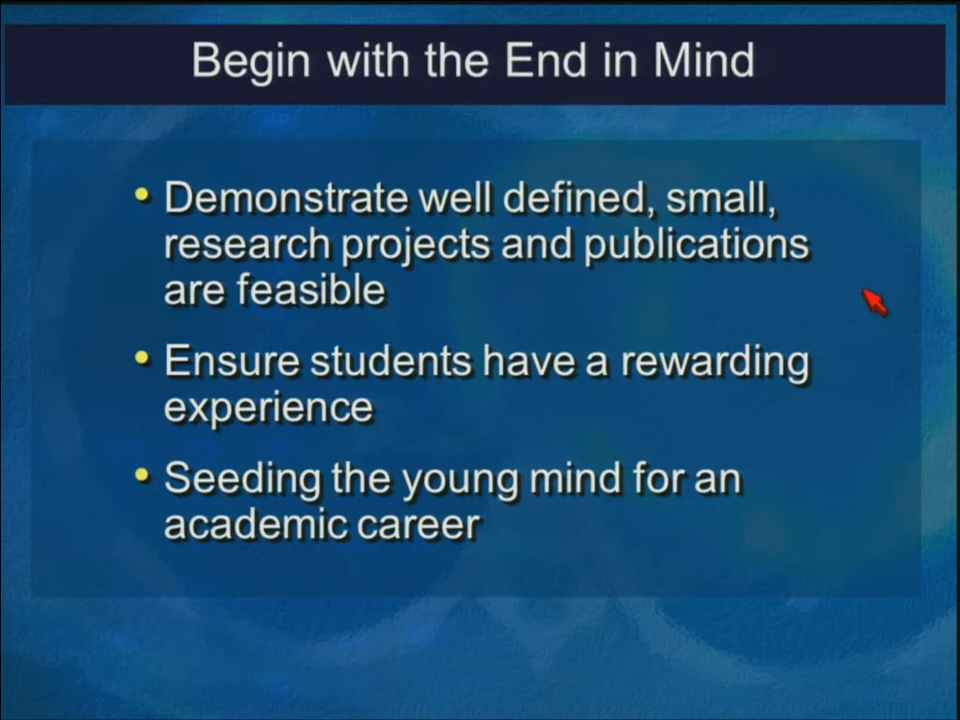 Begin with the End in Mind
• Demonstrate well defined, small,
research projects and publications
are feasible
• Ensure students have a rewarding
experience
• Seeding the young mind for an
academic career